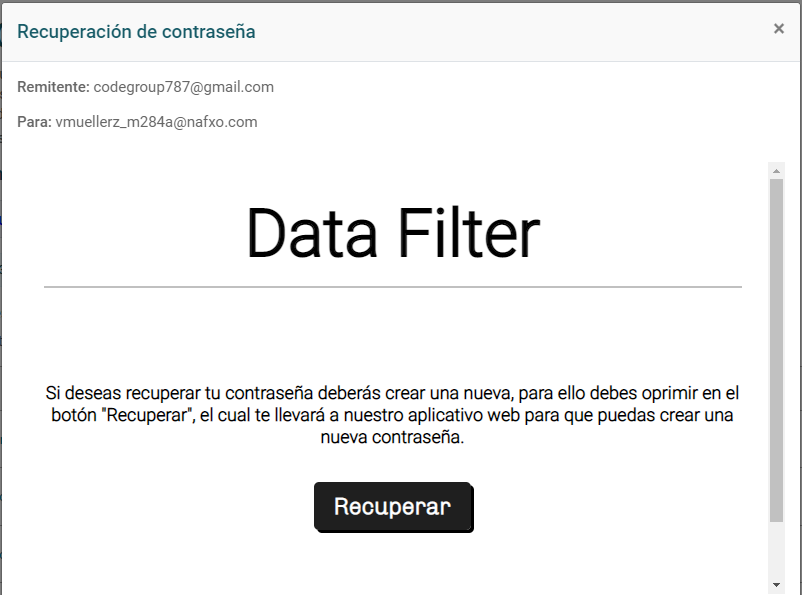 Recuperación de contraseña
×
Remitente: codegroup787@gmail.com
Para: vmuellerz_m284a@nafxo.com
Data Filter
Si deseas recuperar tu contraseña deberás crear una nueva, para ello debes oprimir en el
botón "Recuperar", el cual te llevará a nuestro aplicativo web para que puedas crear una
nueva contraseña.
Recuperar